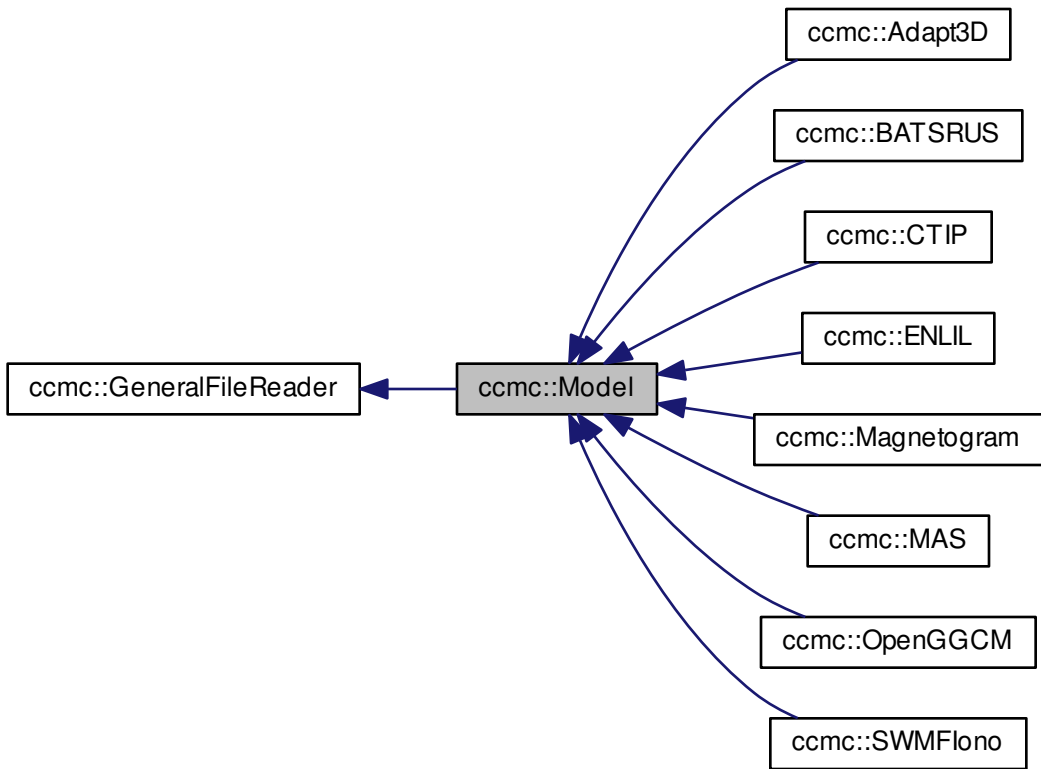 ccmc::Adapt3D
ccmc::BATSRUS
ccmc::CTIP
ccmc::ENLIL
ccmc::GeneralFileReader
ccmc::Model
ccmc::Magnetogram
ccmc::MAS
ccmc::OpenGGCM
ccmc::SWMFIono